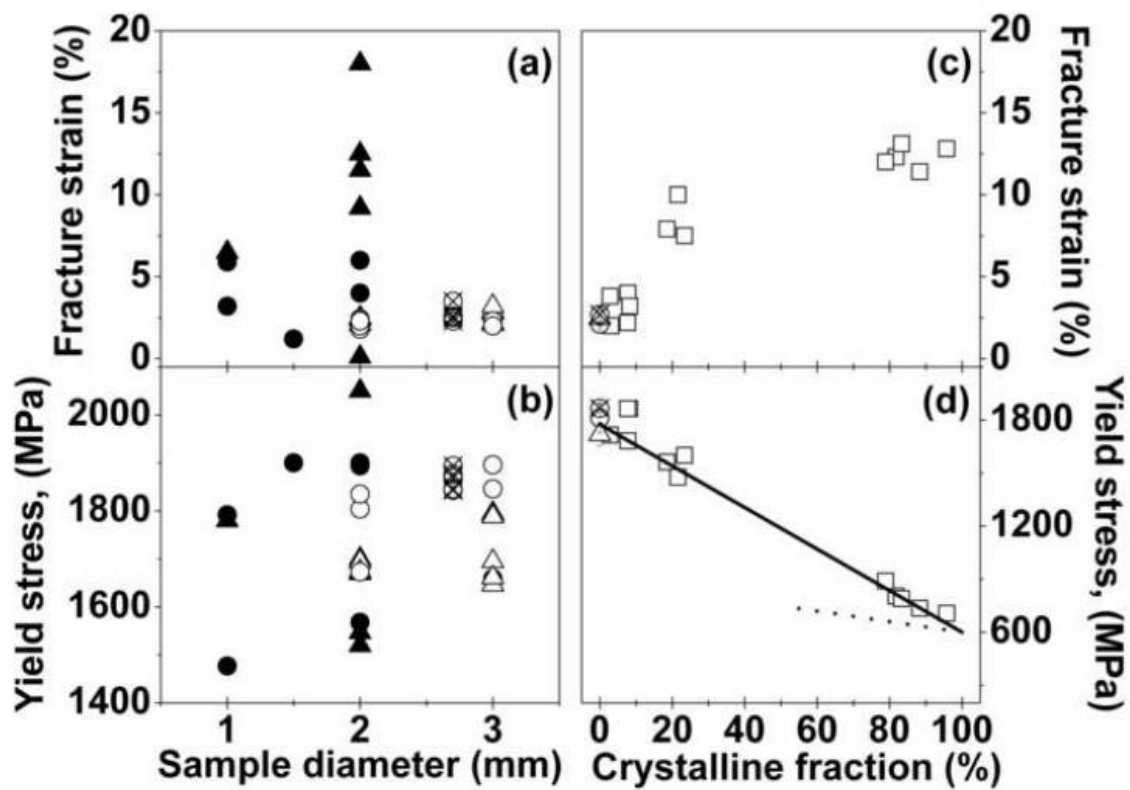 20
15
10
5
0
Fracture strain (%)
(a)
(c)
20
15
10
5
0
Fracture strain (%)
2000
1800
1600
1400
Yield stress, (MPa)
(b)
(d)
1800
1200
600
Yield stress, (MPa)
1 2 3
Sample diameter (mm)
0 20 40 60 80 100
Crystalline fraction (%)